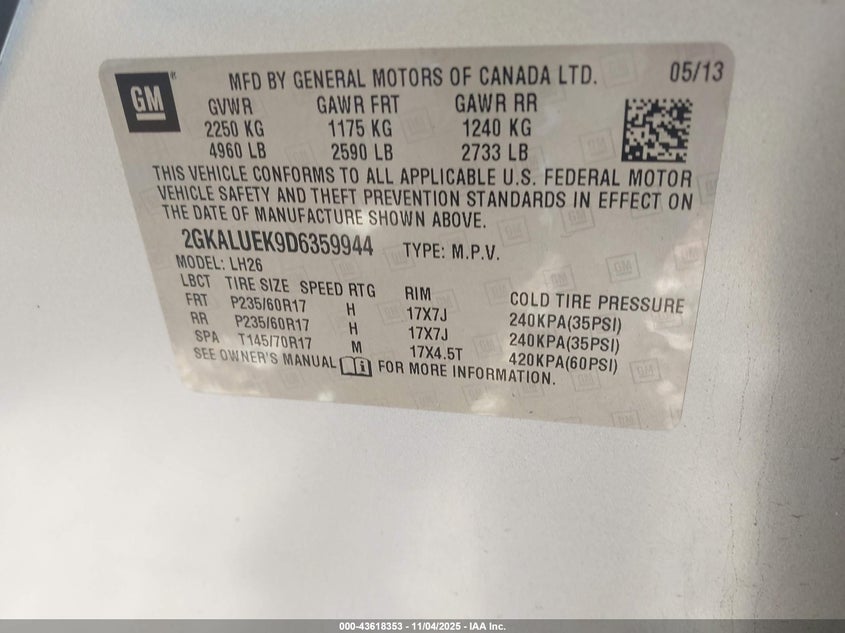 GM
MFD BY GENERAL MOTORS OF CANADA LTD. 05/13
GVWR GAWR FRT GAWR RR
2250 KG 1175 KG 1240 KG
4960 LB 2590 LB 2733 LB
THIS VEHICLE CONFORMS TO ALL APPLICABLE U.S. FEDERAL MOTOR
VEHICLE SAFETY AND THEFT PREVENTION STANDARDS IN EFFECT ON
THE DATE OF MANUFACTURE SHOWN ABOVE.
2GKALUEK9D6359944 TYPE: M.P.V.
MODEL: LH26
LBCT TIRE SIZE SPEED RTG RIM COLD TIRE PRESSURE
FRT P235/60R17 H 17X7J 240KPA(35PSI)
RR P235/60R17 H 17X7J 240KPA(35PSI)
SPA T145/70R17 M 17X4.5T 420KPA(60PSI)
SEE OWNER'S MANUAL FOR MORE INFORMATION.
000-43618353 - 11/04/2025 - IAA Inc.